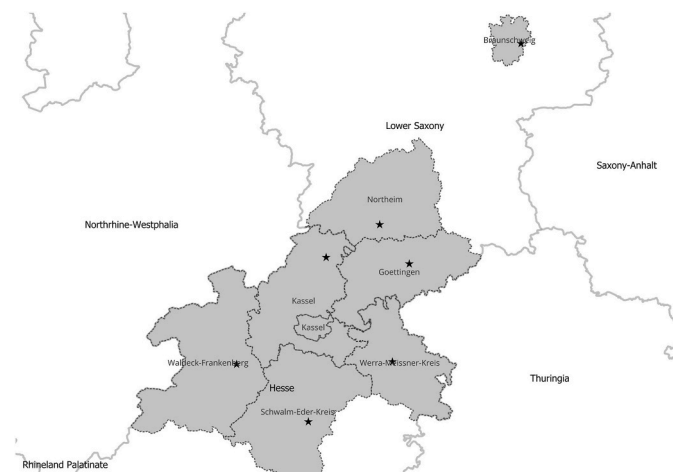 Braunschweig
Lower Saxony
Saxony-Anhalt
Northeim
Northrhine-Westphalia
Goettingen
Kassel
Kassel
Waldeck-Frankenberg
Werra-Meissner-Kreis
Thuringia
Hesse
Schwalm-Eder-Kreis
Rhineland Palatinate